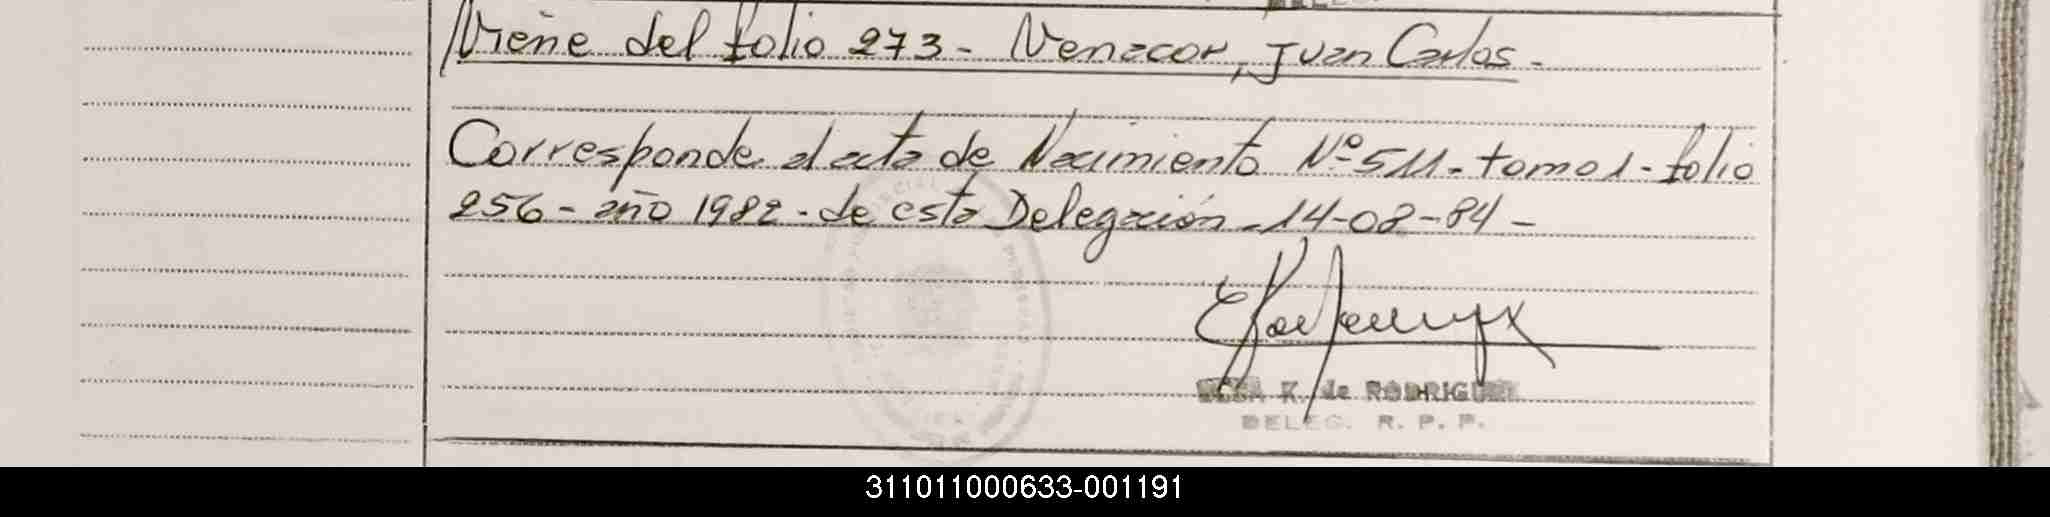 Viene del folio 273- Venacor, Juan Carlos-
Corresponde al acta de Nacimiento Nº 511-tomo 1-folio
256-año 1982-de esta Delegación-14-08-84-
K. de RODRIGUEZ
DELEG. R. P. P.
311011000633-001191